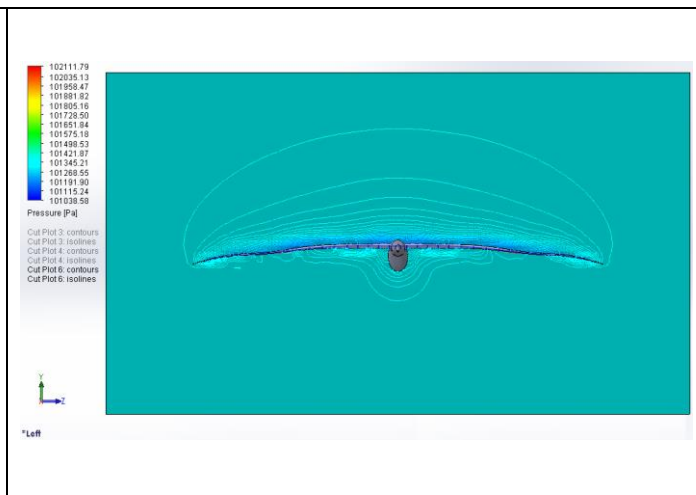 102111.79
102035.13
101958.47
101881.82
101805.16
101728.50
101651.84
101575.18
101498.53
101421.87
101345.21
101268.55
101191.90
101115.24
101038.58
Pressure [Pa]
Cut Plot 3: contours
Cut Plot 3: isolines
Cut Plot 4: contours
Cut Plot 4: isolines
Cut Plot 6: contours
Cut Plot 6: isolines
Y
Z
*Left